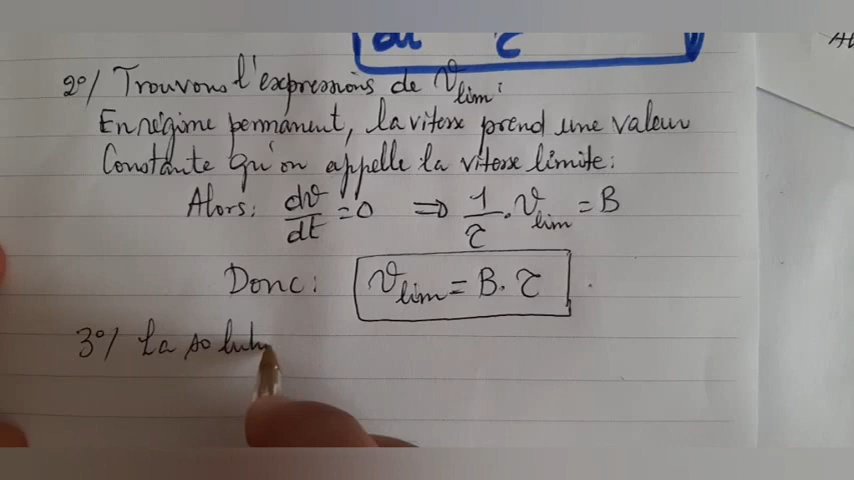 2°/ Trouvons l'expressions de V_lim:
En régime permanent, la vitesse prend une valeur
Constante qu'on appelle la vitesse limite:
Alors: dv/dt = 0 ⇒ 1/τ . V_lim = B
Donc: V_lim = B. τ .
3°/ La solut